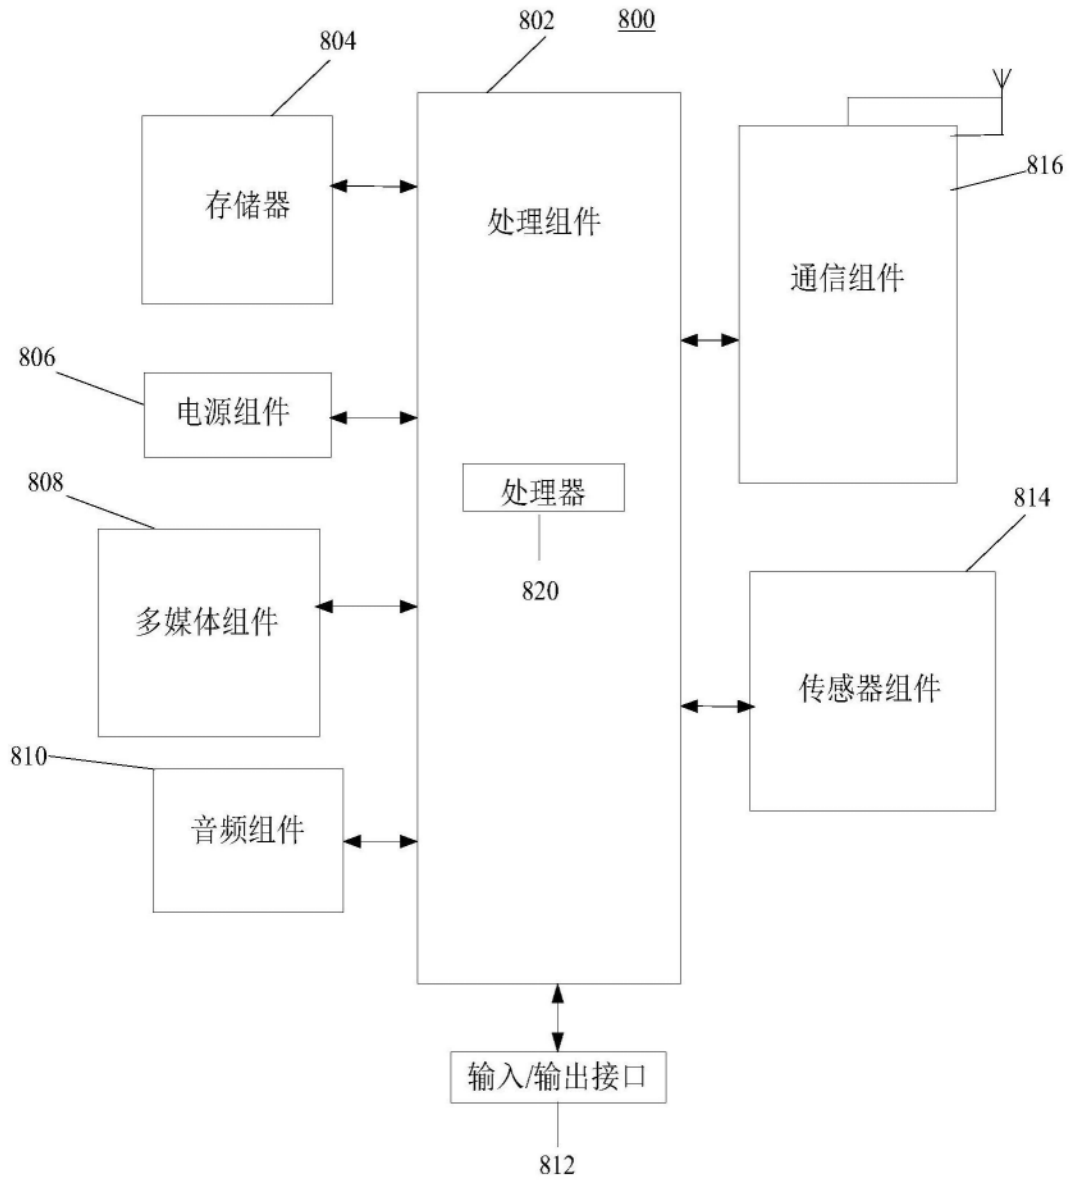 802
800
804
816
存储器
处理组件
通信组件
806
电源组件
808
处理器
814
820
多媒体组件
传感器组件
810
音频组件
输入/输出接口
812